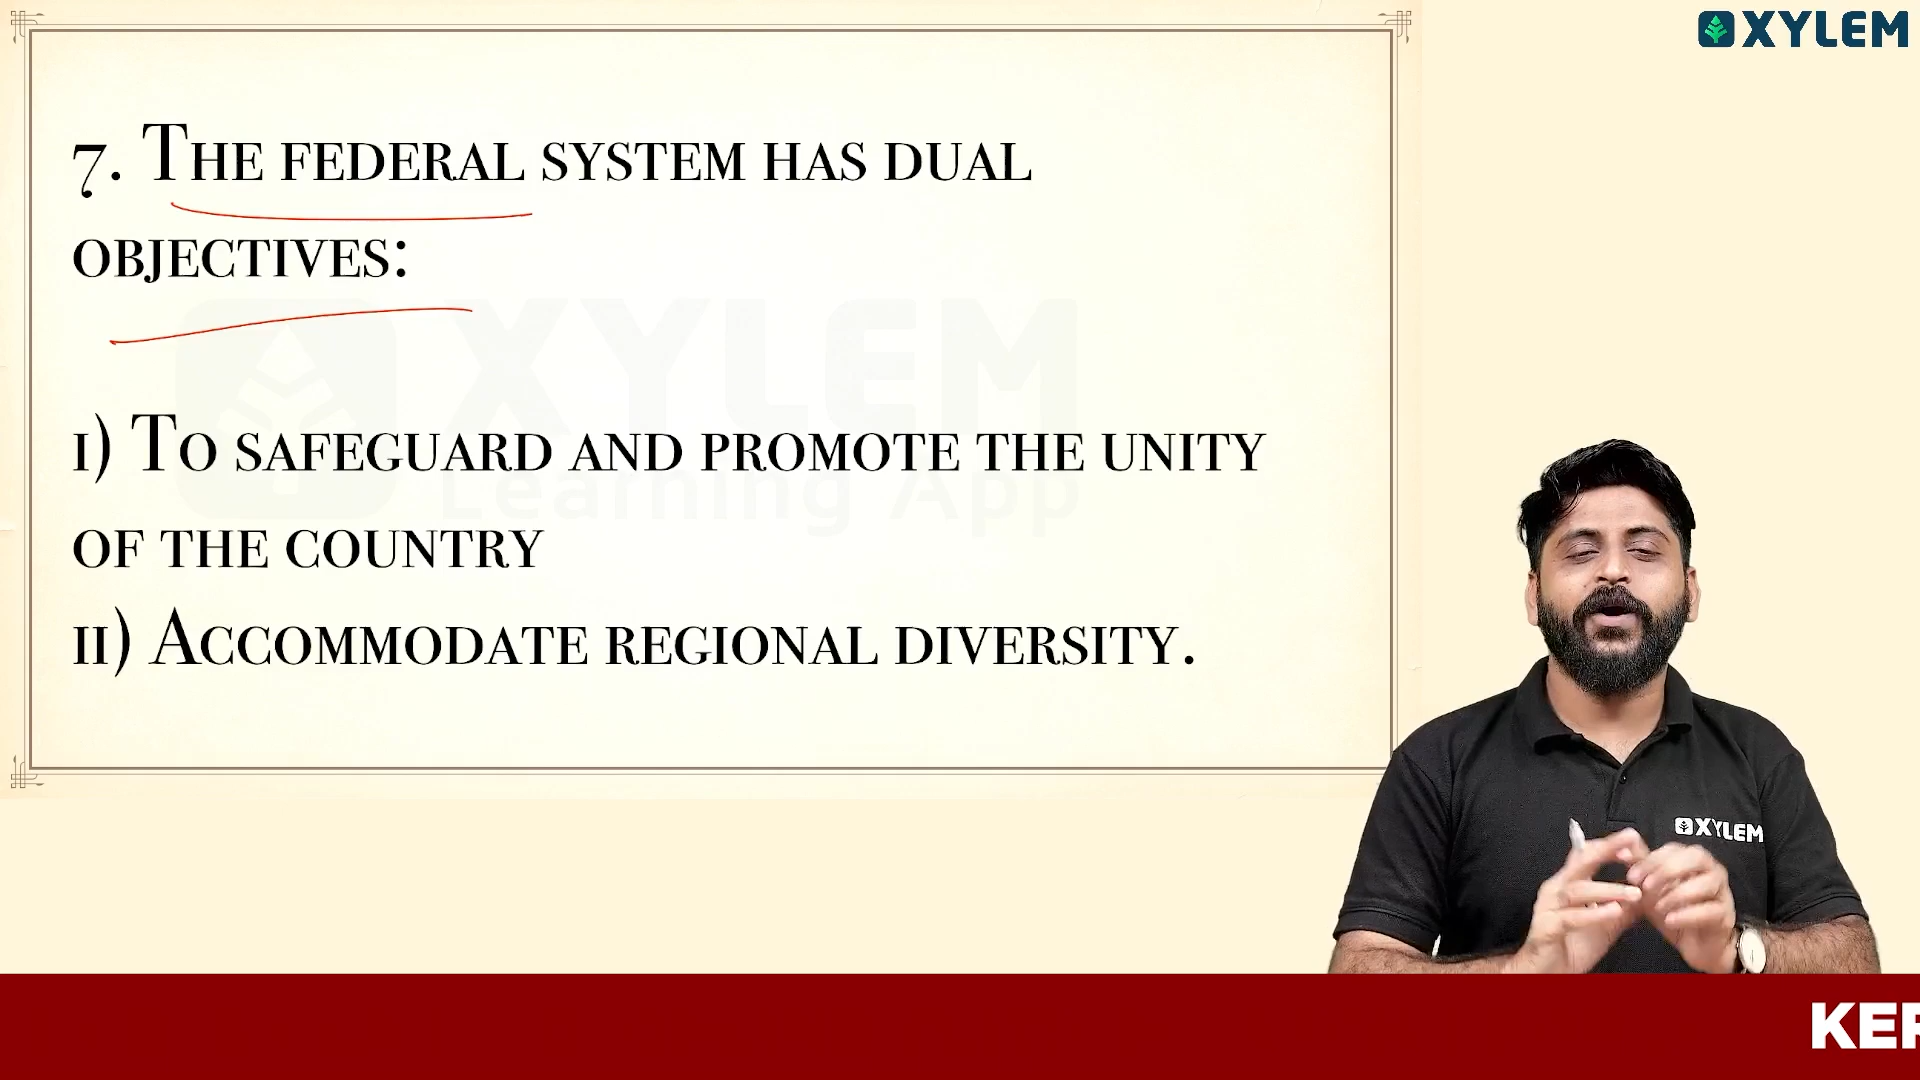 XYLEM
7. The federal system has dual
objectives:
i) To safeguard and promote the unity
of the country
ii) Accommodate regional diversity.
XYLEM
Learning App
XYLEM
KER